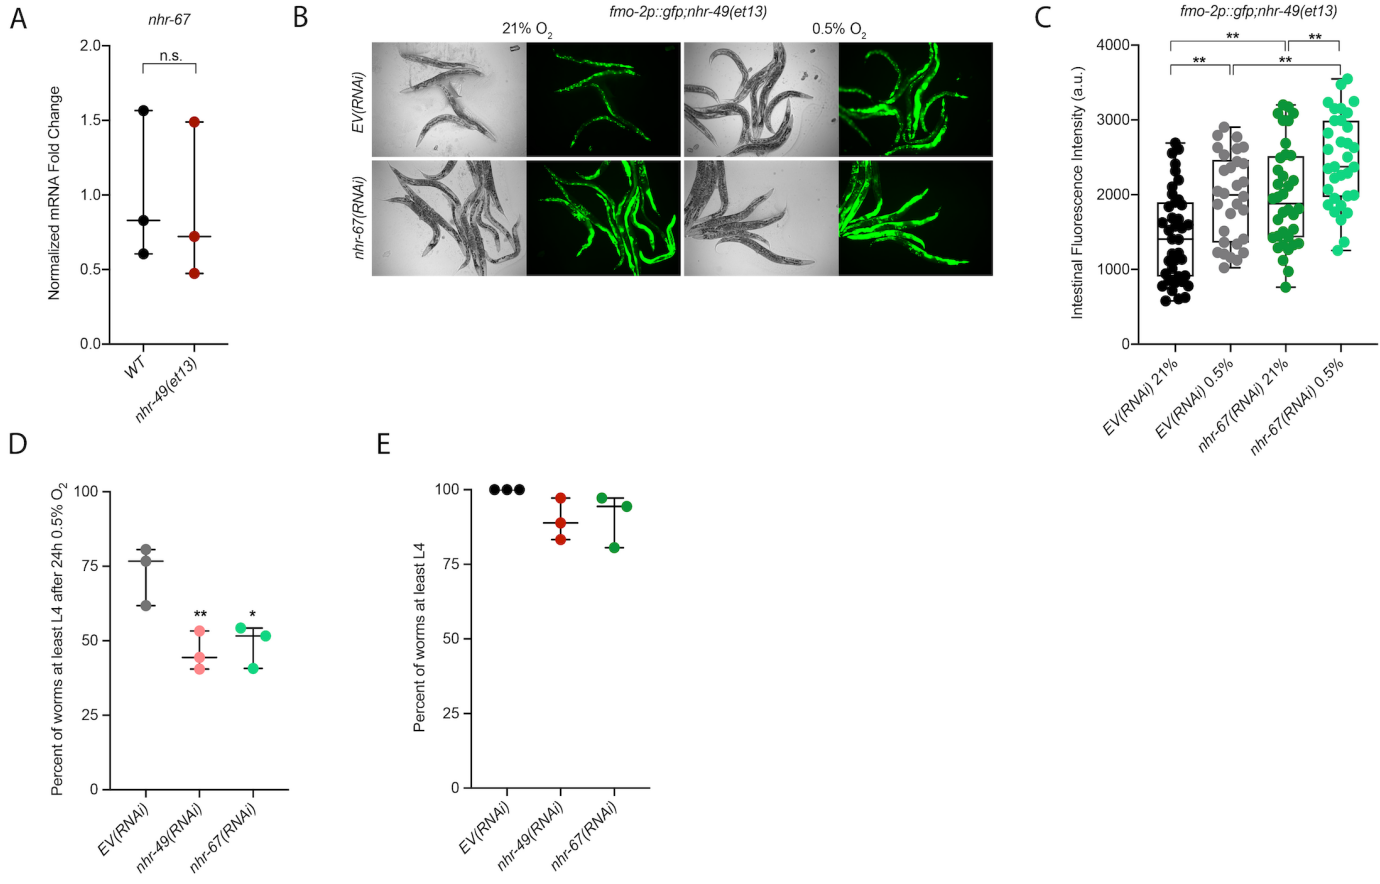 A
nhr-67
Normalized mRNA Fold Change
2.0
1.5
1.0
0.5
0.0
n.s.
WT
nhr-49(et13)
B
fmo-2p::gfp;nhr-49(et13)
21% O2
0.5% O2
EV(RNAi)
nhr-67(RNAi)
C
fmo-2p::gfp;nhr-49(et13)
Intestinal Fluorescence Intensity (a.u.)
4000
3000
2000
1000
0
** **
** **
EV(RNAi) 21%
EV(RNAi) 0.5%
nhr-67(RNAi) 21%
nhr-67(RNAi) 0.5%
D
Percent of worms at least L4 after 24h 0.5% O2
100
75
50
25
0
** *
EV(RNAi)
nhr-49(RNAi)
nhr-67(RNAi)
E
Percent of worms at least L4
100
75
50
25
0
EV(RNAi)
nhr-49(RNAi)
nhr-67(RNAi)